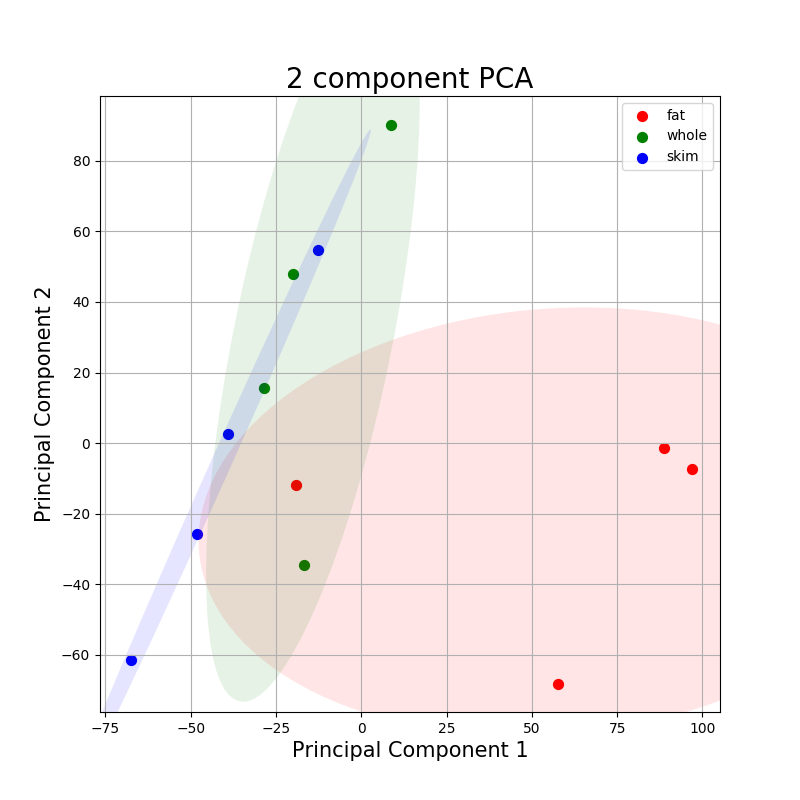 2 component PCA
fat
whole
skim
Principal Component 2
80
60
40
20
0
−20
−40
−60
−75
−50
−25
0
25
50
75
100
Principal Component 1